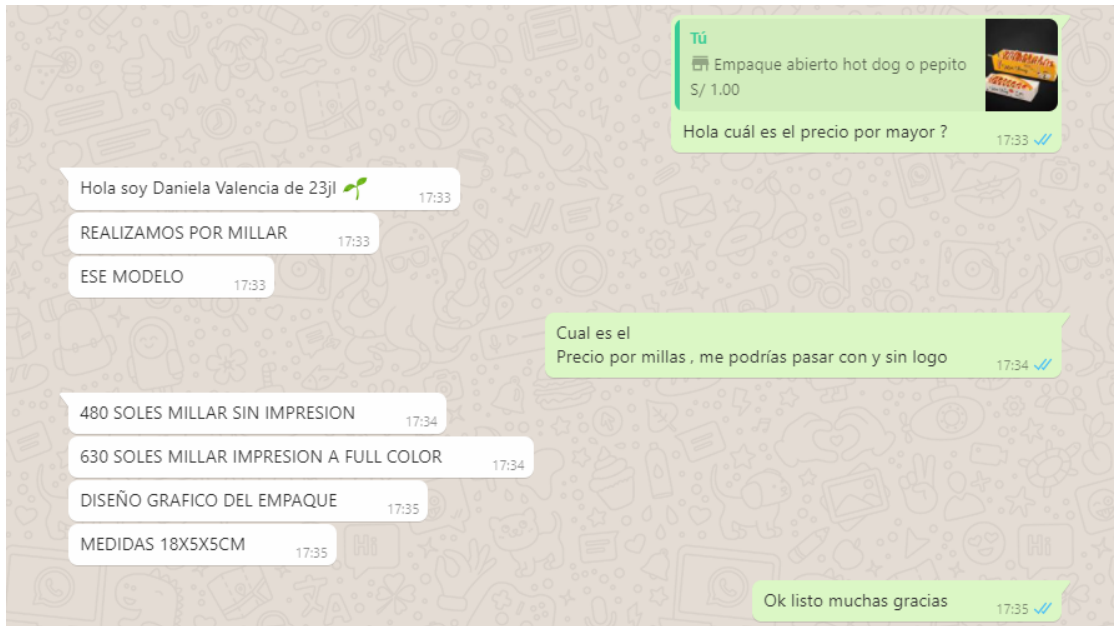 Tú
Empaque abierto hot dog o pepito
S/ 1.00
Hola cuál es el precio por mayor ?
17:33
Hola soy Daniela Valencia de 23jl
17:33
REALIZAMOS POR MILLAR
17:33
ESE MODELO
17:33
Cual es el
Precio por millas , me podrías pasar con y sin logo
17:34
480 SOLES MILLAR SIN IMPRESION
17:34
630 SOLES MILLAR IMPRESION A FULL COLOR
17:34
DISEÑO GRAFICO DEL EMPAQUE
17:35
MEDIDAS 18X5X5CM
17:35
Ok listo muchas gracias
17:35